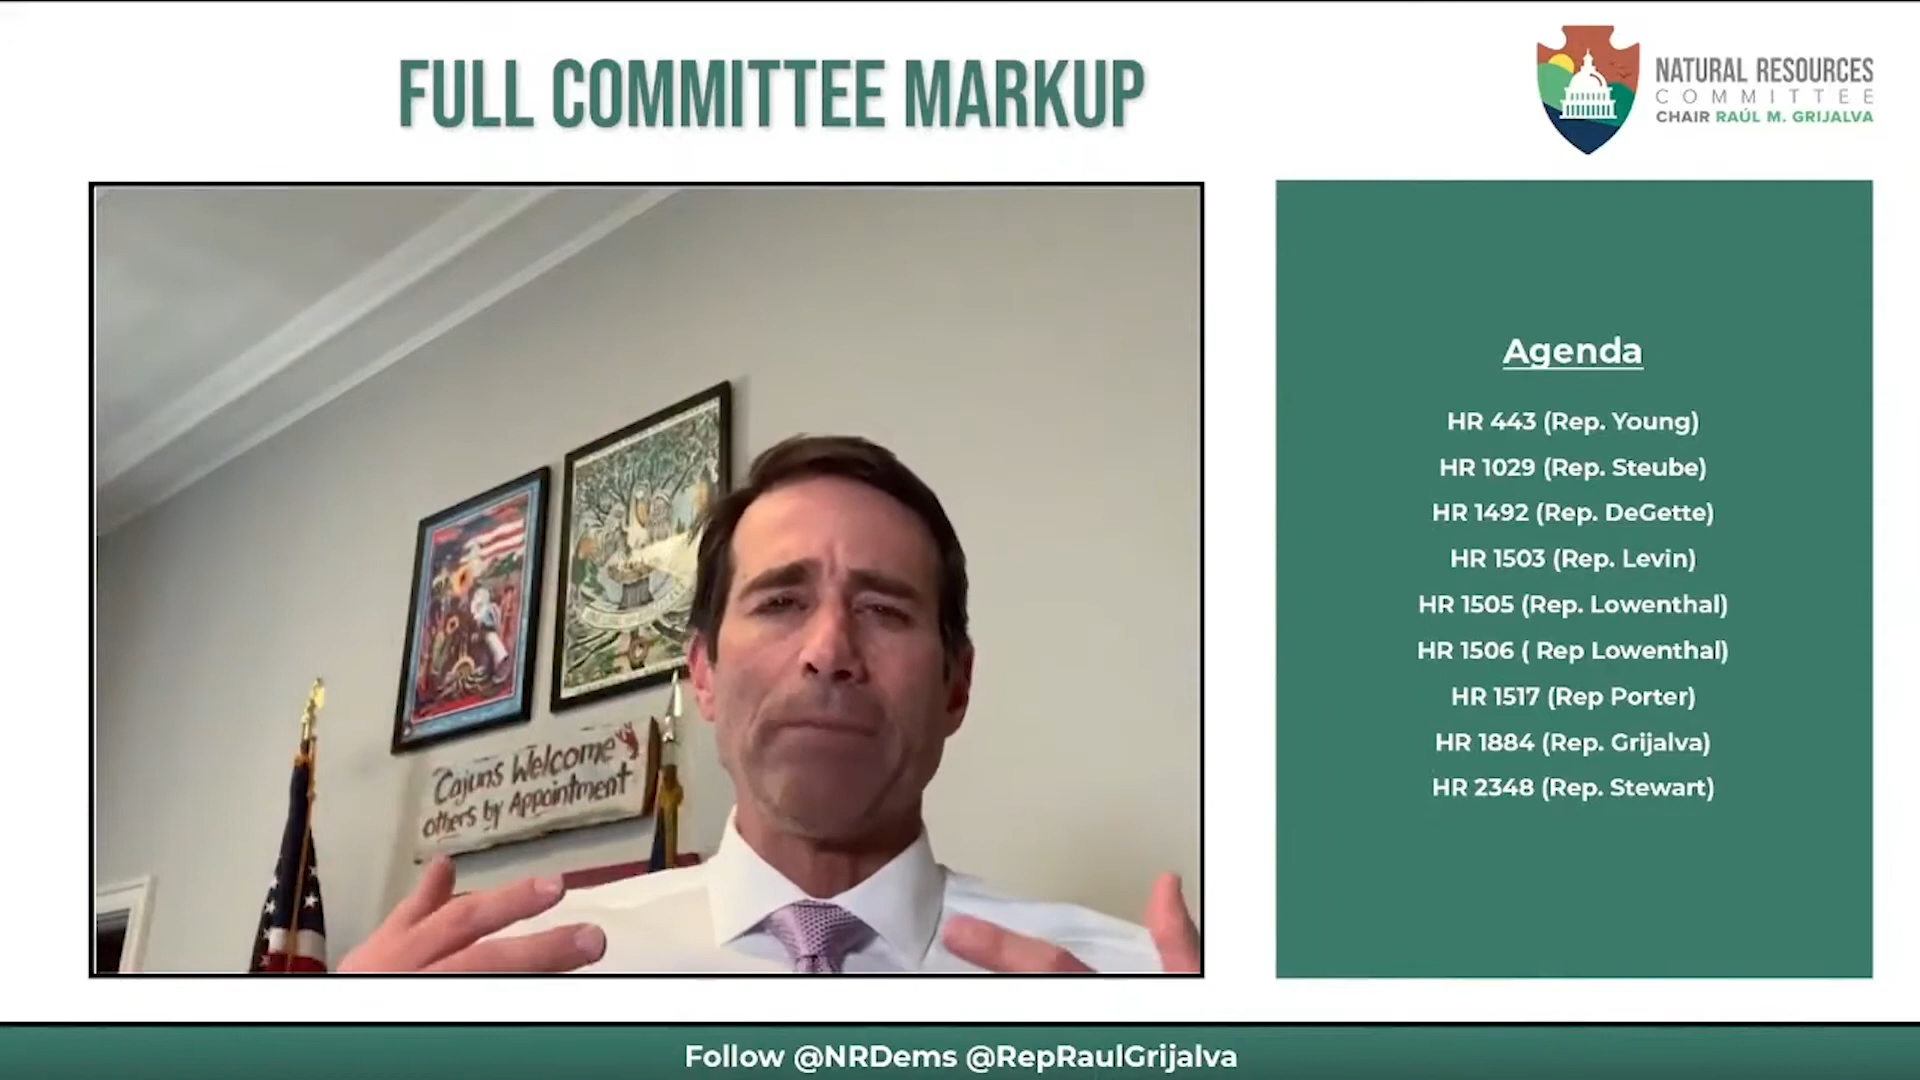 FULL COMMITTEE MARKUP
NATURAL RESOURCES
COMMITTEE
CHAIR RAÚL M. GRIJALVA
Agenda
HR 443 (Rep. Young)
HR 1029 (Rep. Steube)
HR 1492 (Rep. DeGette)
HR 1503 (Rep. Levin)
HR 1505 (Rep. Lowenthal)
HR 1506 ( Rep Lowenthal)
HR 1517 (Rep Porter)
HR 1884 (Rep. Grijalva)
HR 2348 (Rep. Stewart)
Cajuns Welcome
others by Appointment
Follow @NRDems @RepRaulGrijalva